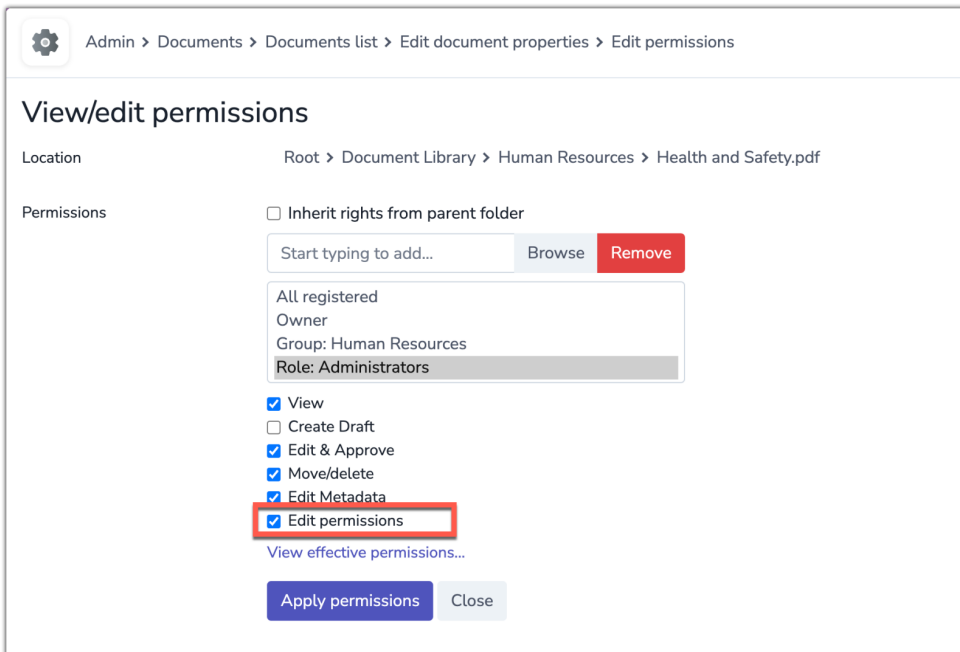 Admin > Documents > Documents list > Edit document properties > Edit permissions
View/edit permissions
Location Root > Document Library > Human Resources > Health and Safety.pdf
Permissions Inherit rights from parent folder
Start typing to add... Browse Remove
All registered
Owner
Group: Human Resources
Role: Administrators
View
Create Draft
Edit & Approve
Move/delete
Edit Metadata
Edit permissions
View effective permissions...
Apply permissions Close